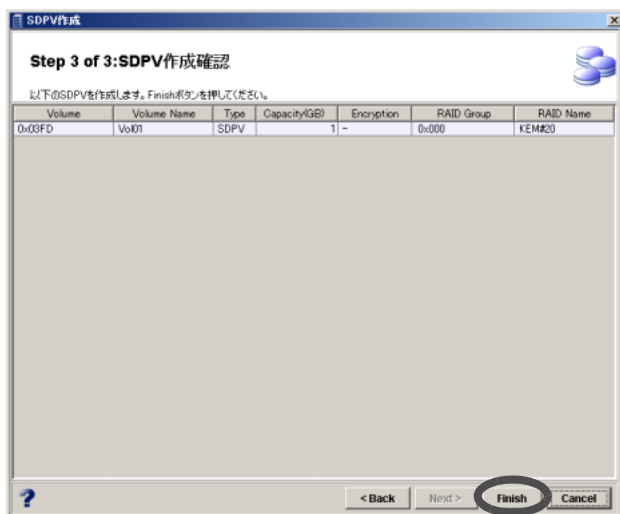 SDPV作成
Step 3 of 3:SDPV作成確認
以下のSDPVを作成します。Finishボタンを押してください。
Volume Volume Name Type Capacity(GB) Encryption RAID Group RAID Name
0x03FD Vol01 SDPV 1 - 0x000 KEM#20
? < Back Next > Finish Cancel